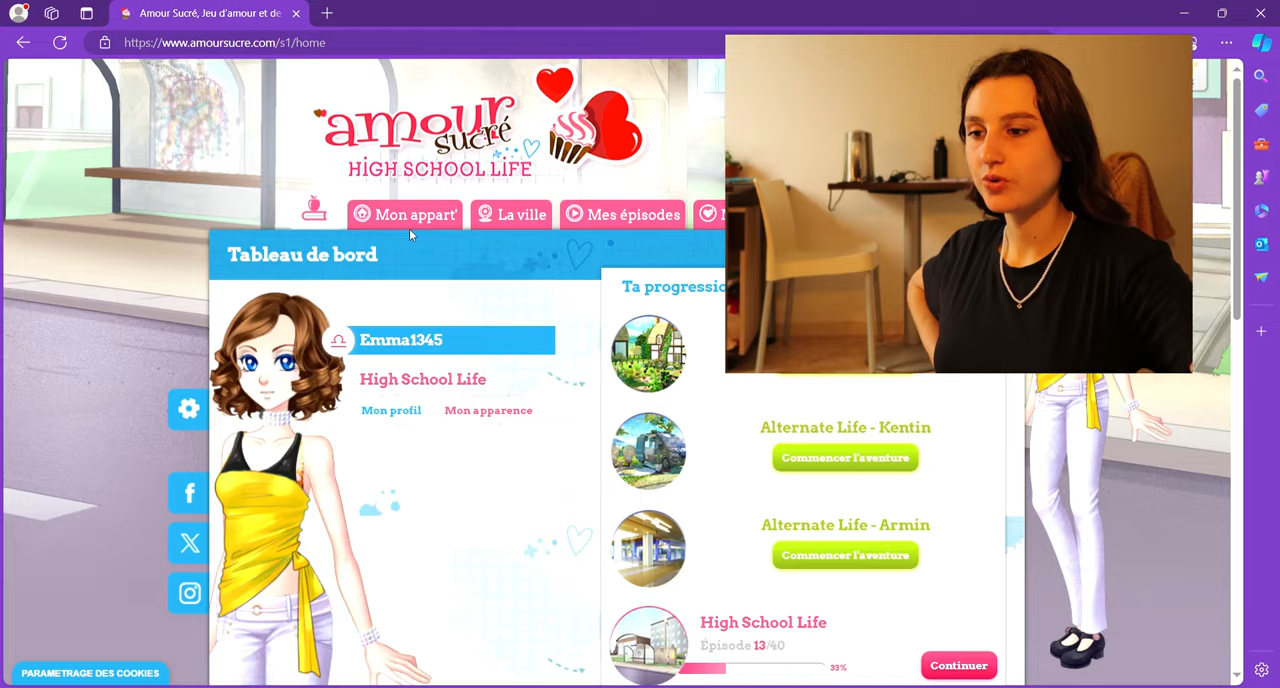 Amour Sucré, Jeu d'amour et de
https://www.amoursucre.com/s1/home
amour
sucré
HIGH SCHOOL LIFE
Mon appart'
La ville
Mes épisodes
Tableau de bord
Ta progressio
Emma1345
High School Life
Mon profil
Mon apparence
Alternate Life - Kentin
Commencer l'aventure
Alternate Life - Armin
Commencer l'aventure
High School Life
Épisode 13/40
33%
Continuer
PARAMETRAGE DES COOKIES